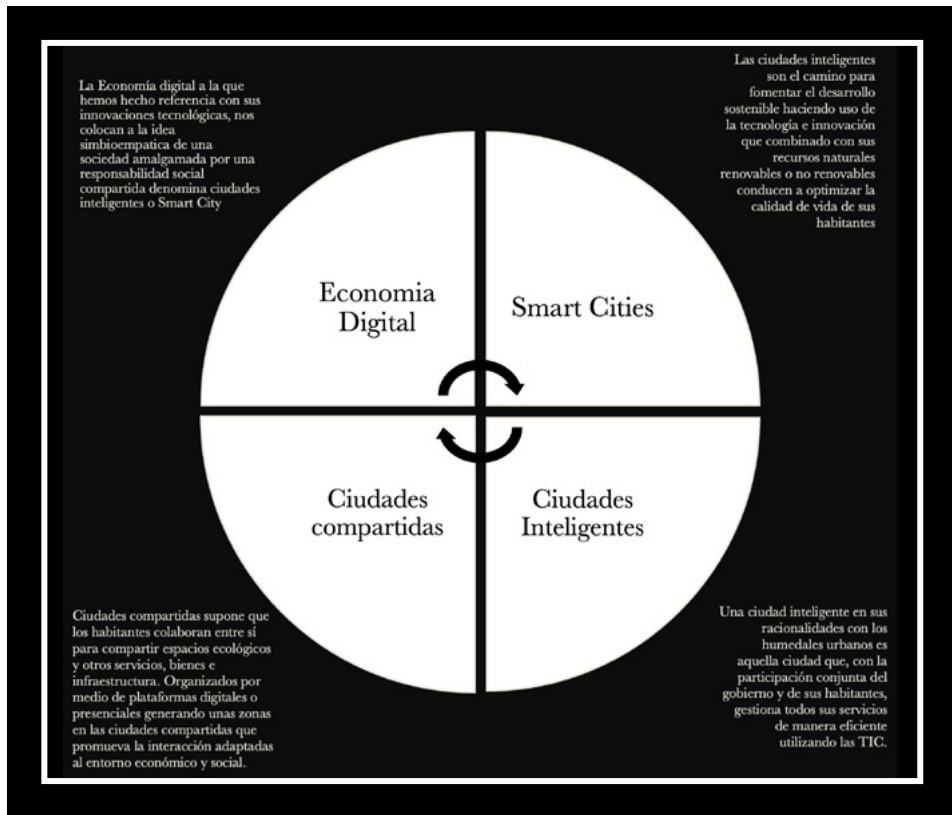 La Economía digital a la que
hemos hecho referencia con sus
innovaciones tecnológicas, nos
colocan a la idea
simbioempatica de una
sociedad amalgamada por una
responsabilidad social
compartida denomina ciudades
inteligentes o Smart City
Las ciudades inteligentes
son el camino para
fomentar el desarrollo
sostenible haciendo uso de
la tecnología e innovación
que combinado con sus
recursos naturales
renovables o no renovables
conducen a optimizar la
calidad de vida de sus
habitantes
Economia
Digital
Smart Cities
Ciudades
compartidas
Ciudades
Inteligentes
Ciudades compartidas supone que
los habitantes colaboran entre sí
para compartir espacios ecológicos
y otros servicios, bienes e
infraestructura. Organizados por
medio de plataformas digitales o
presenciales generando unas zonas
en las ciudades compartidas que
promueva la interacción adaptadas
al entorno económico y social.
Una ciudad inteligente en sus
racionalidades con los
humedales urbanos es
aquella ciudad que, con la
participación conjunta del
gobierno y de sus habitantes,
gestiona todos sus servicios
de manera eficiente
utilizando las TIC.